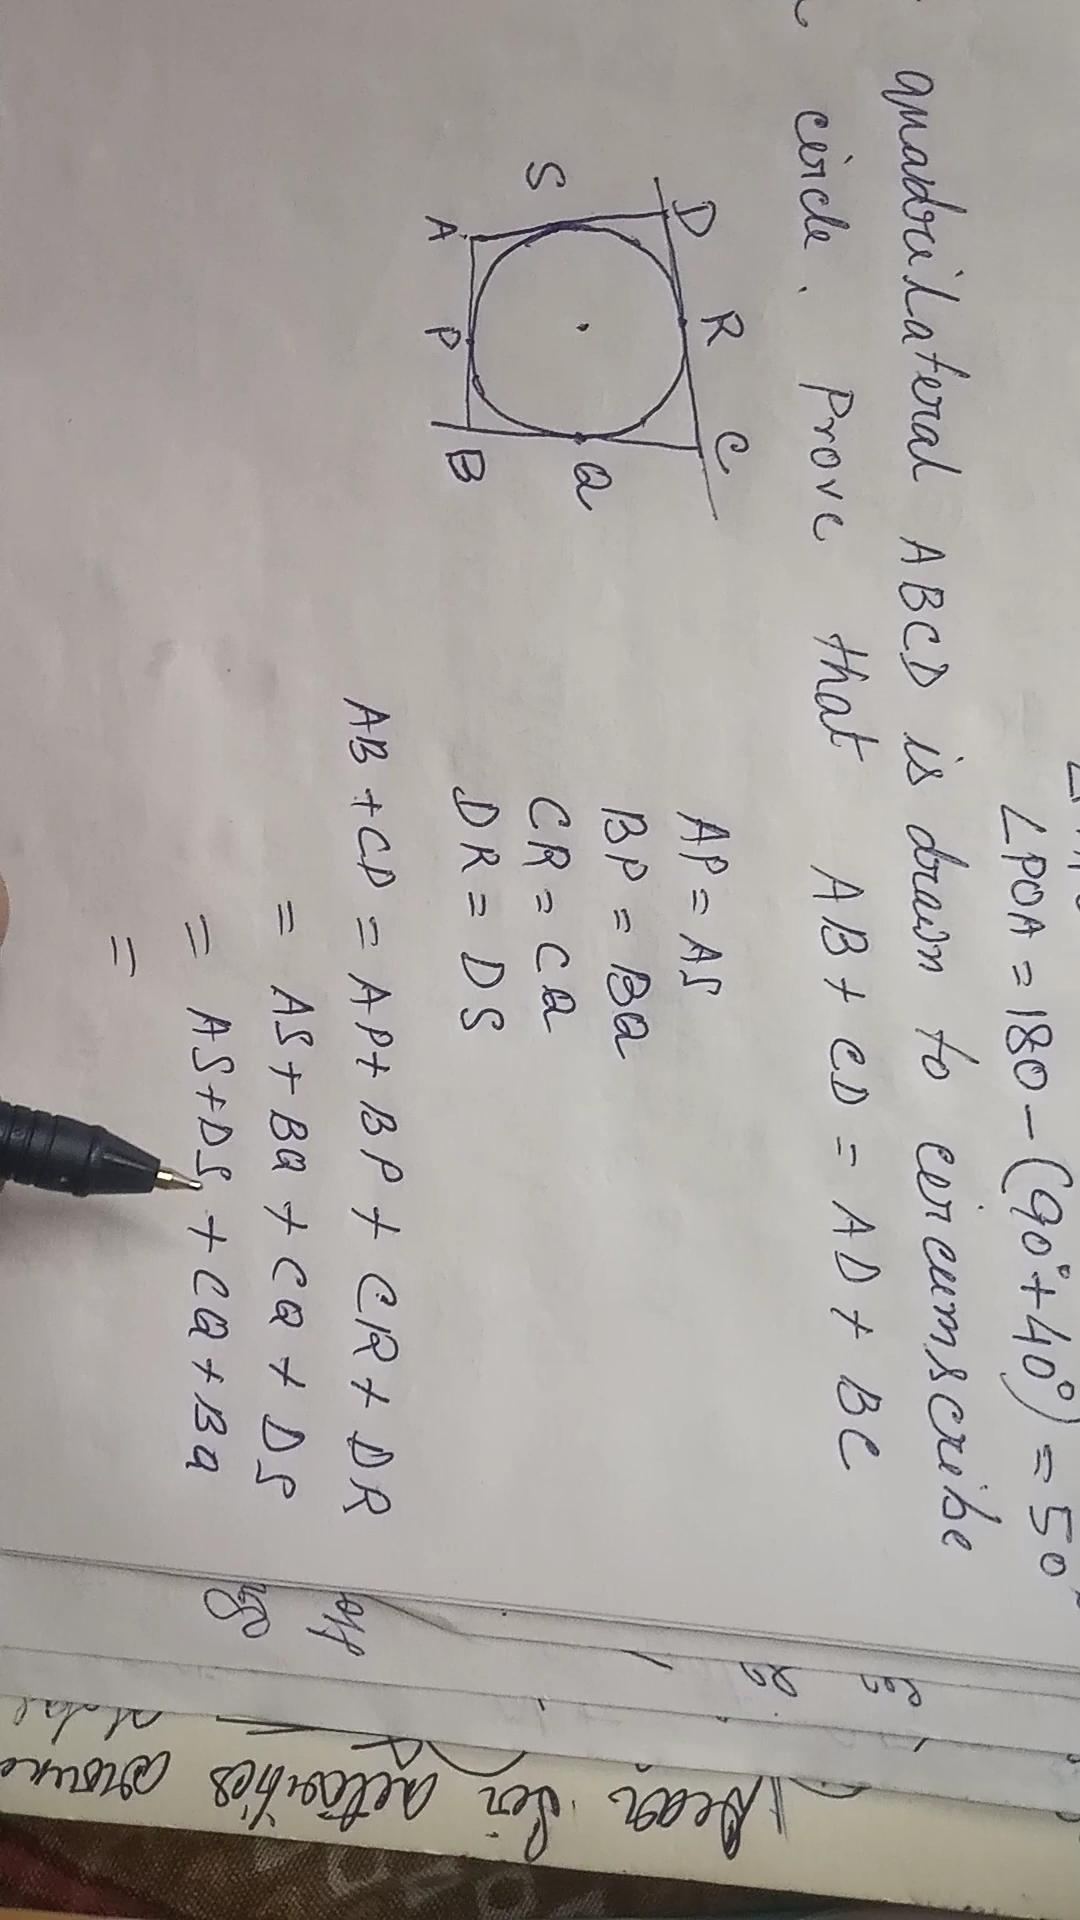 ∠POA = 180 - (90° + 40°) = 50°
quadrilateral ABCD is drawn to circumscribe
circle. Prove that AB + CD = AD + BC
D R C
S
Q
A P B
AP = AS
BP = BQ
CR = CQ
DR = DS
AB + CD = AP + BP + CR + DR
= AS + BQ + CQ + DS
= AS + DS + CQ + BQ
=